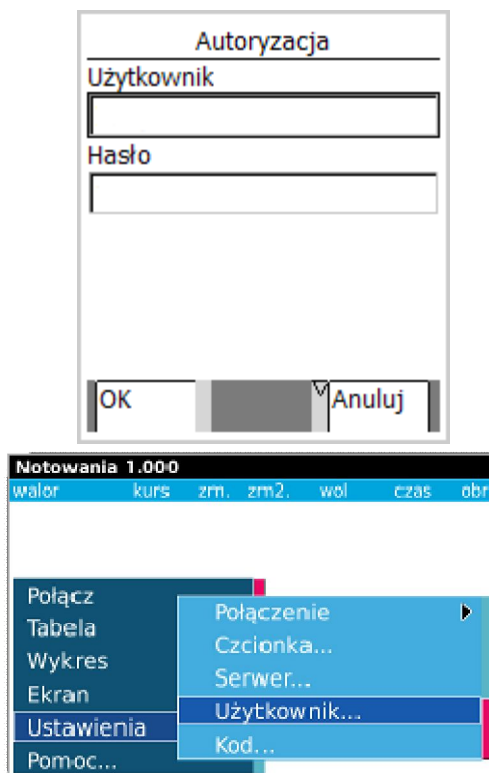 Autoryzacja
Użytkownik
Hasło
OK Anuluj
Notowania 1.000
walor kurs zm. zm2. wol czas obr
Połącz
Tabela
Wykres
Ekran
Ustawienia
Pomoc...
Połączenie
Czcionka...
Serwer...
Użytkownik...
Kod...